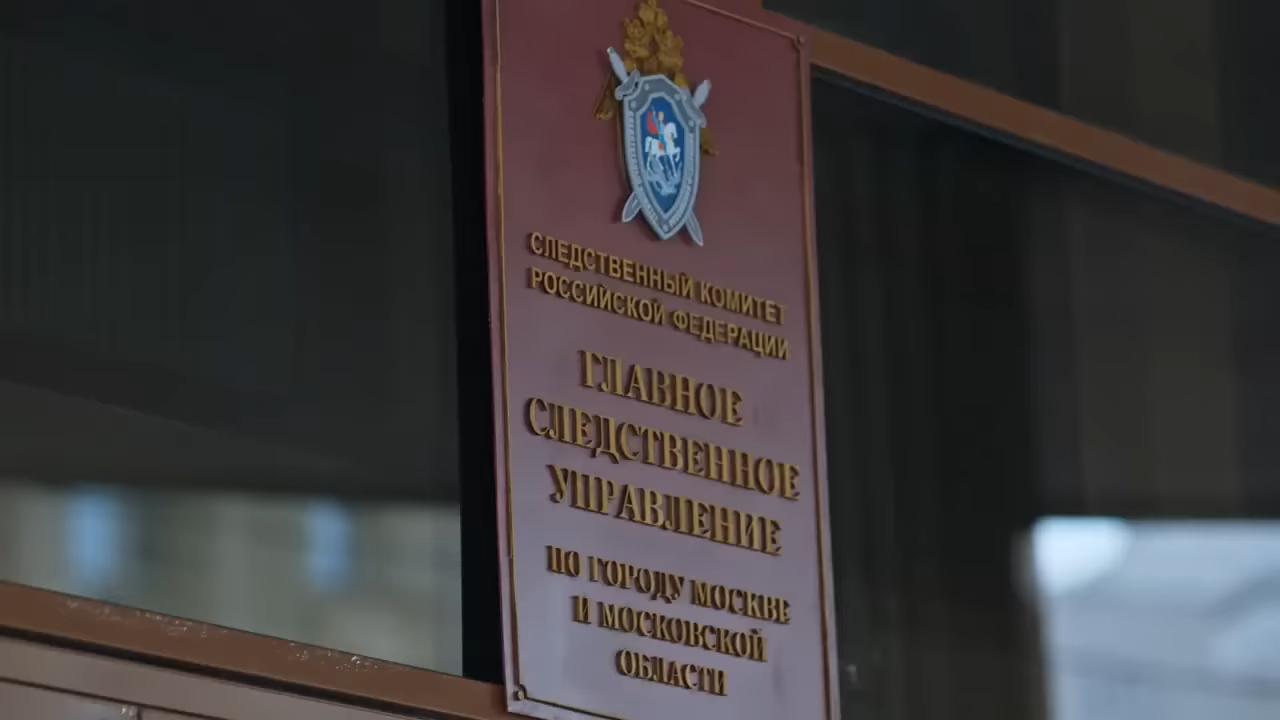 СЛЕДСТВЕННЫЙ КОМИТЕТ
РОССИЙСКОЙ ФЕДЕРАЦИИ
ГЛАВНОЕ
СЛЕДСТВЕННОЕ
УПРАВЛЕНИЕ
ПО ГОРОДУ МОСКВЕ
И МОСКОВСКОЙ
ОБЛАСТИ